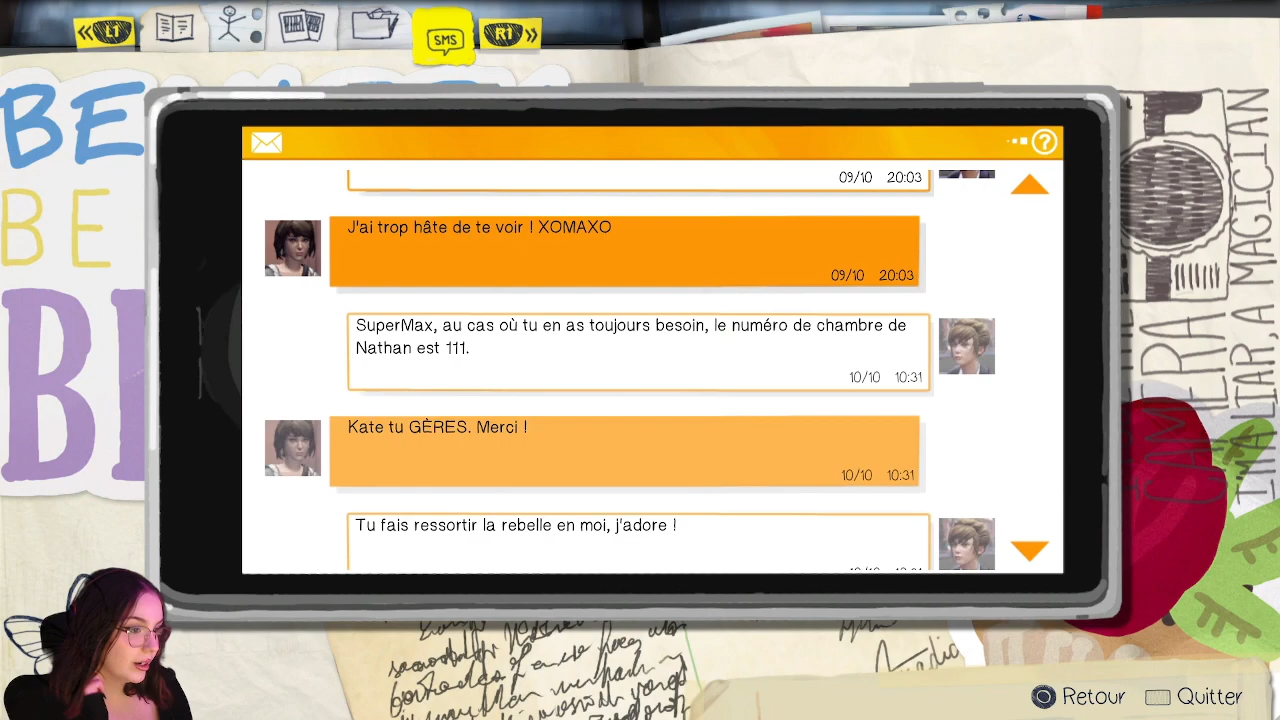 L1
SMS
R1
BE
BE
09/10 20:03
J'ai trop hâte de te voir ! XOMAXO
09/10 20:03
SuperMax, au cas où tu en as toujours besoin, le numéro de chambre de
Nathan est 111.
10/10 10:31
Kate tu GÈRES. Merci !
10/10 10:31
Tu fais ressortir la rebelle en moi, j'adore !
CAMERA
LIAR, A MAGICIAN
Retour
Quitter